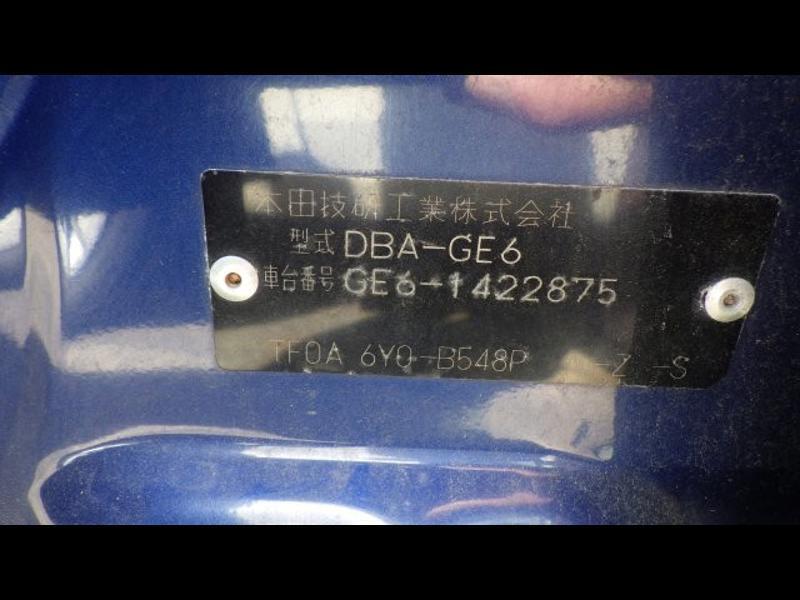 本田技研工業株式会社
型式 DBA-GE6
車台番号 GE6-1422875
TF0A 6Y0-B548P -Z -S